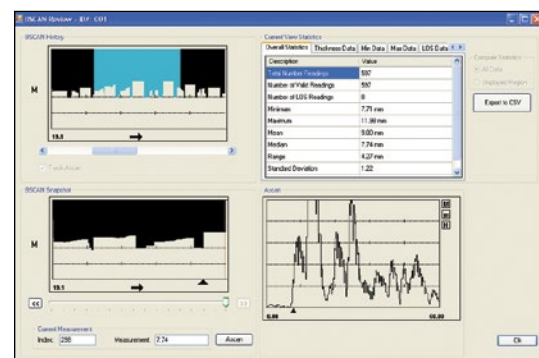 BSCAN Review - ID#: C01
BSCAN History
M
19.1
Track Ascan
BSCAN Snapshot
M
19.1
<<
>>
Current Measurement
Index: 298
Measurement: 7.74
Ascan
Current View Statistics
Overall Statistics Thickness Data Min Data Max Data LOS Data
Description Value
Total Number Readings 597
Number of Valid Readings 597
Number of LOS Readings 0
Minimum 7.71 mm
Maximum 11.98 mm
Mean 9.00 mm
Median 7.74 mm
Range 4.27 mm
Standard Deviation 1.22
Compute Statistics
All Data
Displayed Region
Export to CSV
Ascan
0.00
60.00
Ok